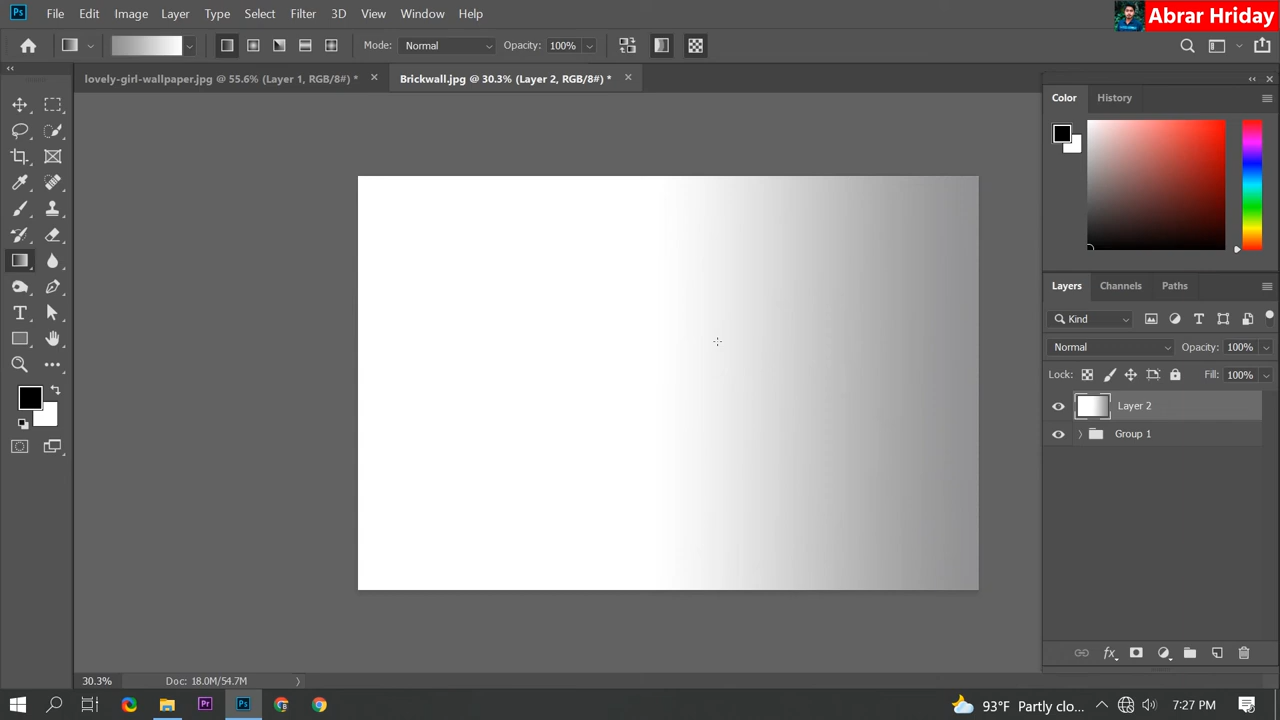 Ps File Edit Image Layer Type Select Filter 3D View Window Help Abrar Hriday
Mode: Normal Opacity: 100%
lovely-girl-wallpaper.jpg @ 55.6% (Layer 1, RGB/8#) * Brickwall.jpg @ 30.3% (Layer 2, RGB/8#) *
Color History
Layers Channels Paths
Kind
Normal Opacity: 100%
Lock: Fill: 100%
Layer 2
Group 1
fx
30.3% Doc: 18.0M/54.7M
Pr Ps 93°F Partly clo... 7:27 PM